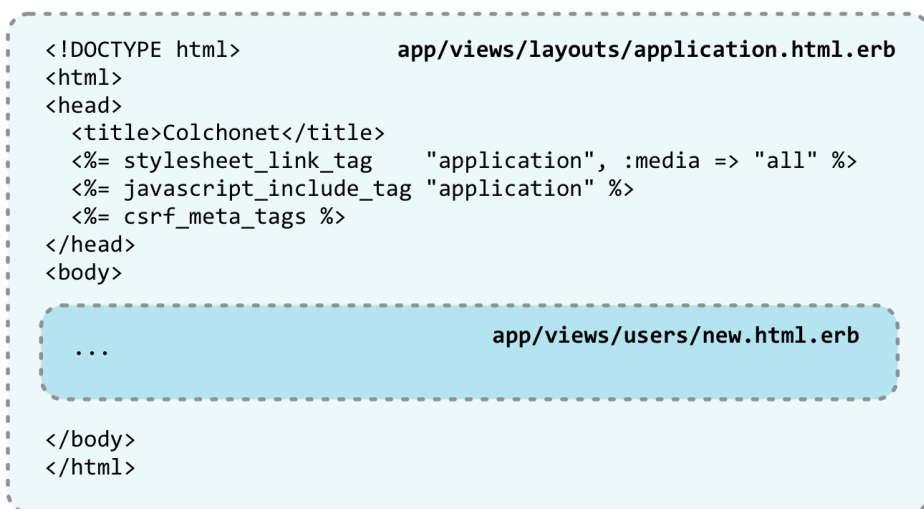 <!DOCTYPE html> app/views/layouts/application.html.erb
<html>
<head>
  <title>Colchonet</title>
  <%= stylesheet_link_tag    "application", :media => "all" %>
  <%= javascript_include_tag "application" %>
  <%= csrf_meta_tags %>
</head>
<body>
app/views/users/new.html.erb
...
</body>
</html>